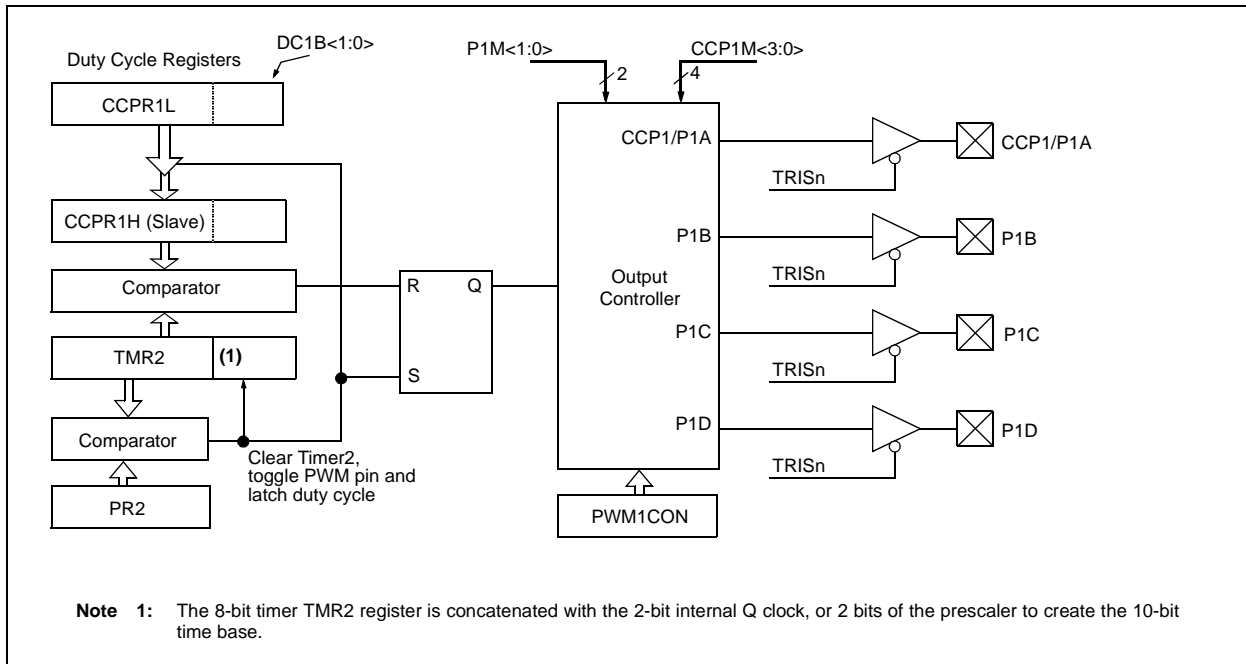 DC1B<1:0>
Duty Cycle Registers
CCPR1L
CCPR1H (Slave)
Comparator
TMR2
(1)
Comparator
PR2
Clear Timer2,
toggle PWM pin and
latch duty cycle
R
Q
S
P1M<1:0>
2
CCP1M<3:0>
4
CCP1/P1A
P1B
Output
Controller
P1C
P1D
PWM1CON
TRISn
CCP1/P1A
TRISn
P1B
TRISn
P1C
TRISn
P1D
Note 1: The 8-bit timer TMR2 register is concatenated with the 2-bit internal Q clock, or 2 bits of the prescaler to create the 10-bit
time base.